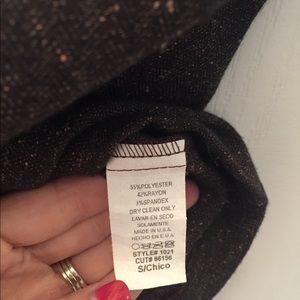 55%POLYESTER
42%RAYON
3%SPANDEX
DRY CLEAN ONLY
LAVAR EN SECO
SOLAMENTE
MADE IN U.S.A.
HECHO EN E.U.A.
STYLE# 1021
CUT# 66156
S/Chico